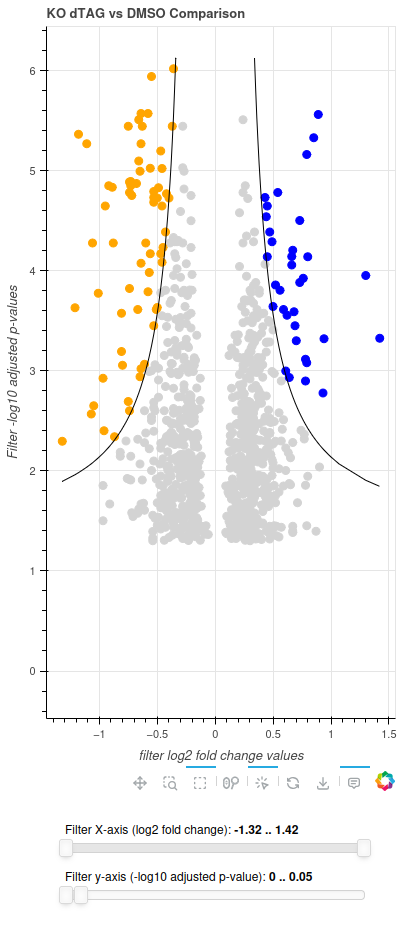 KO dTAG vs DMSO Comparison
Filter -log10 adjusted p-values
6
5
4
3
2
1
0
−1
−0.5
0
0.5
1
1.5
filter log2 fold change values
Filter X-axis (log2 fold change): -1.32 .. 1.42
Filter y-axis (-log10 adjusted p-value): 0 .. 0.05